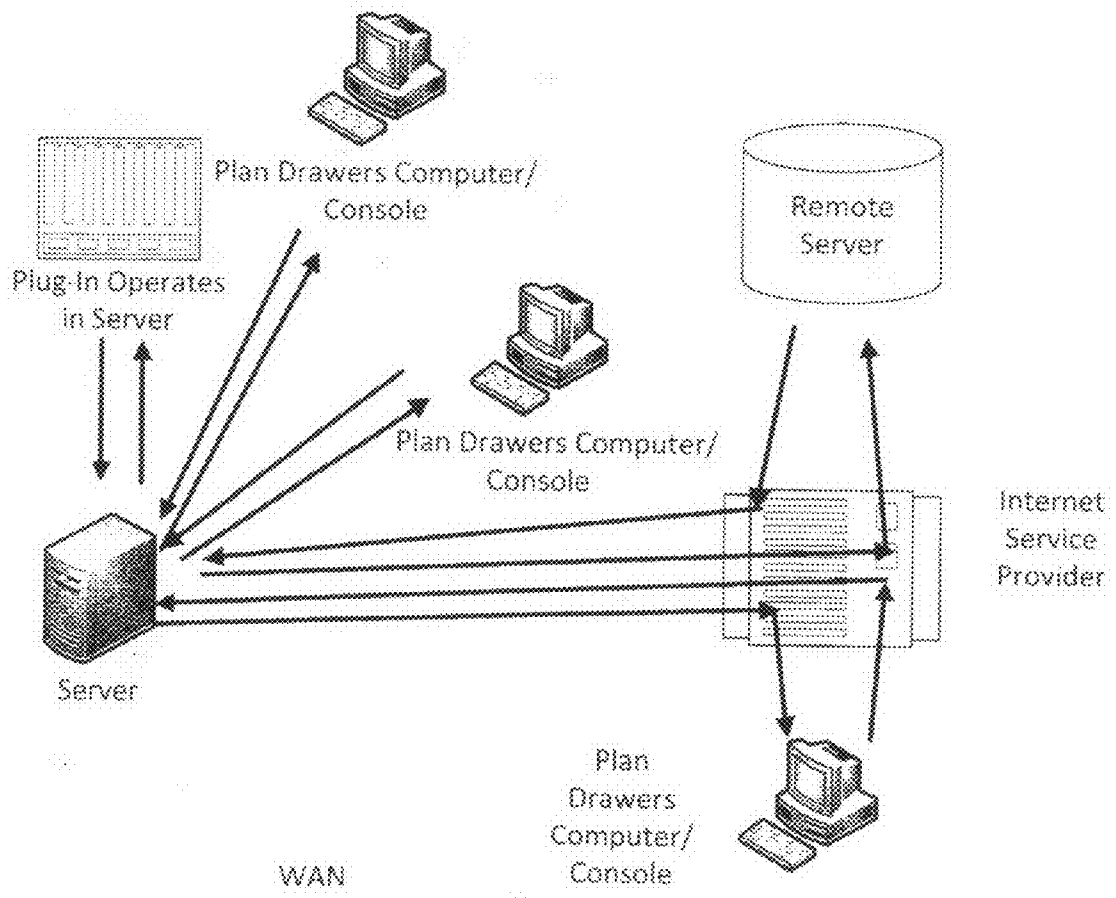 Plan Drawers Computer/
Console
Remote
Server
Plug-In Operates
in Server
Plan Drawers Computer/
Console
Internet
Service
Provider
Server
Plan
Drawers
Computer/
Console
WAN